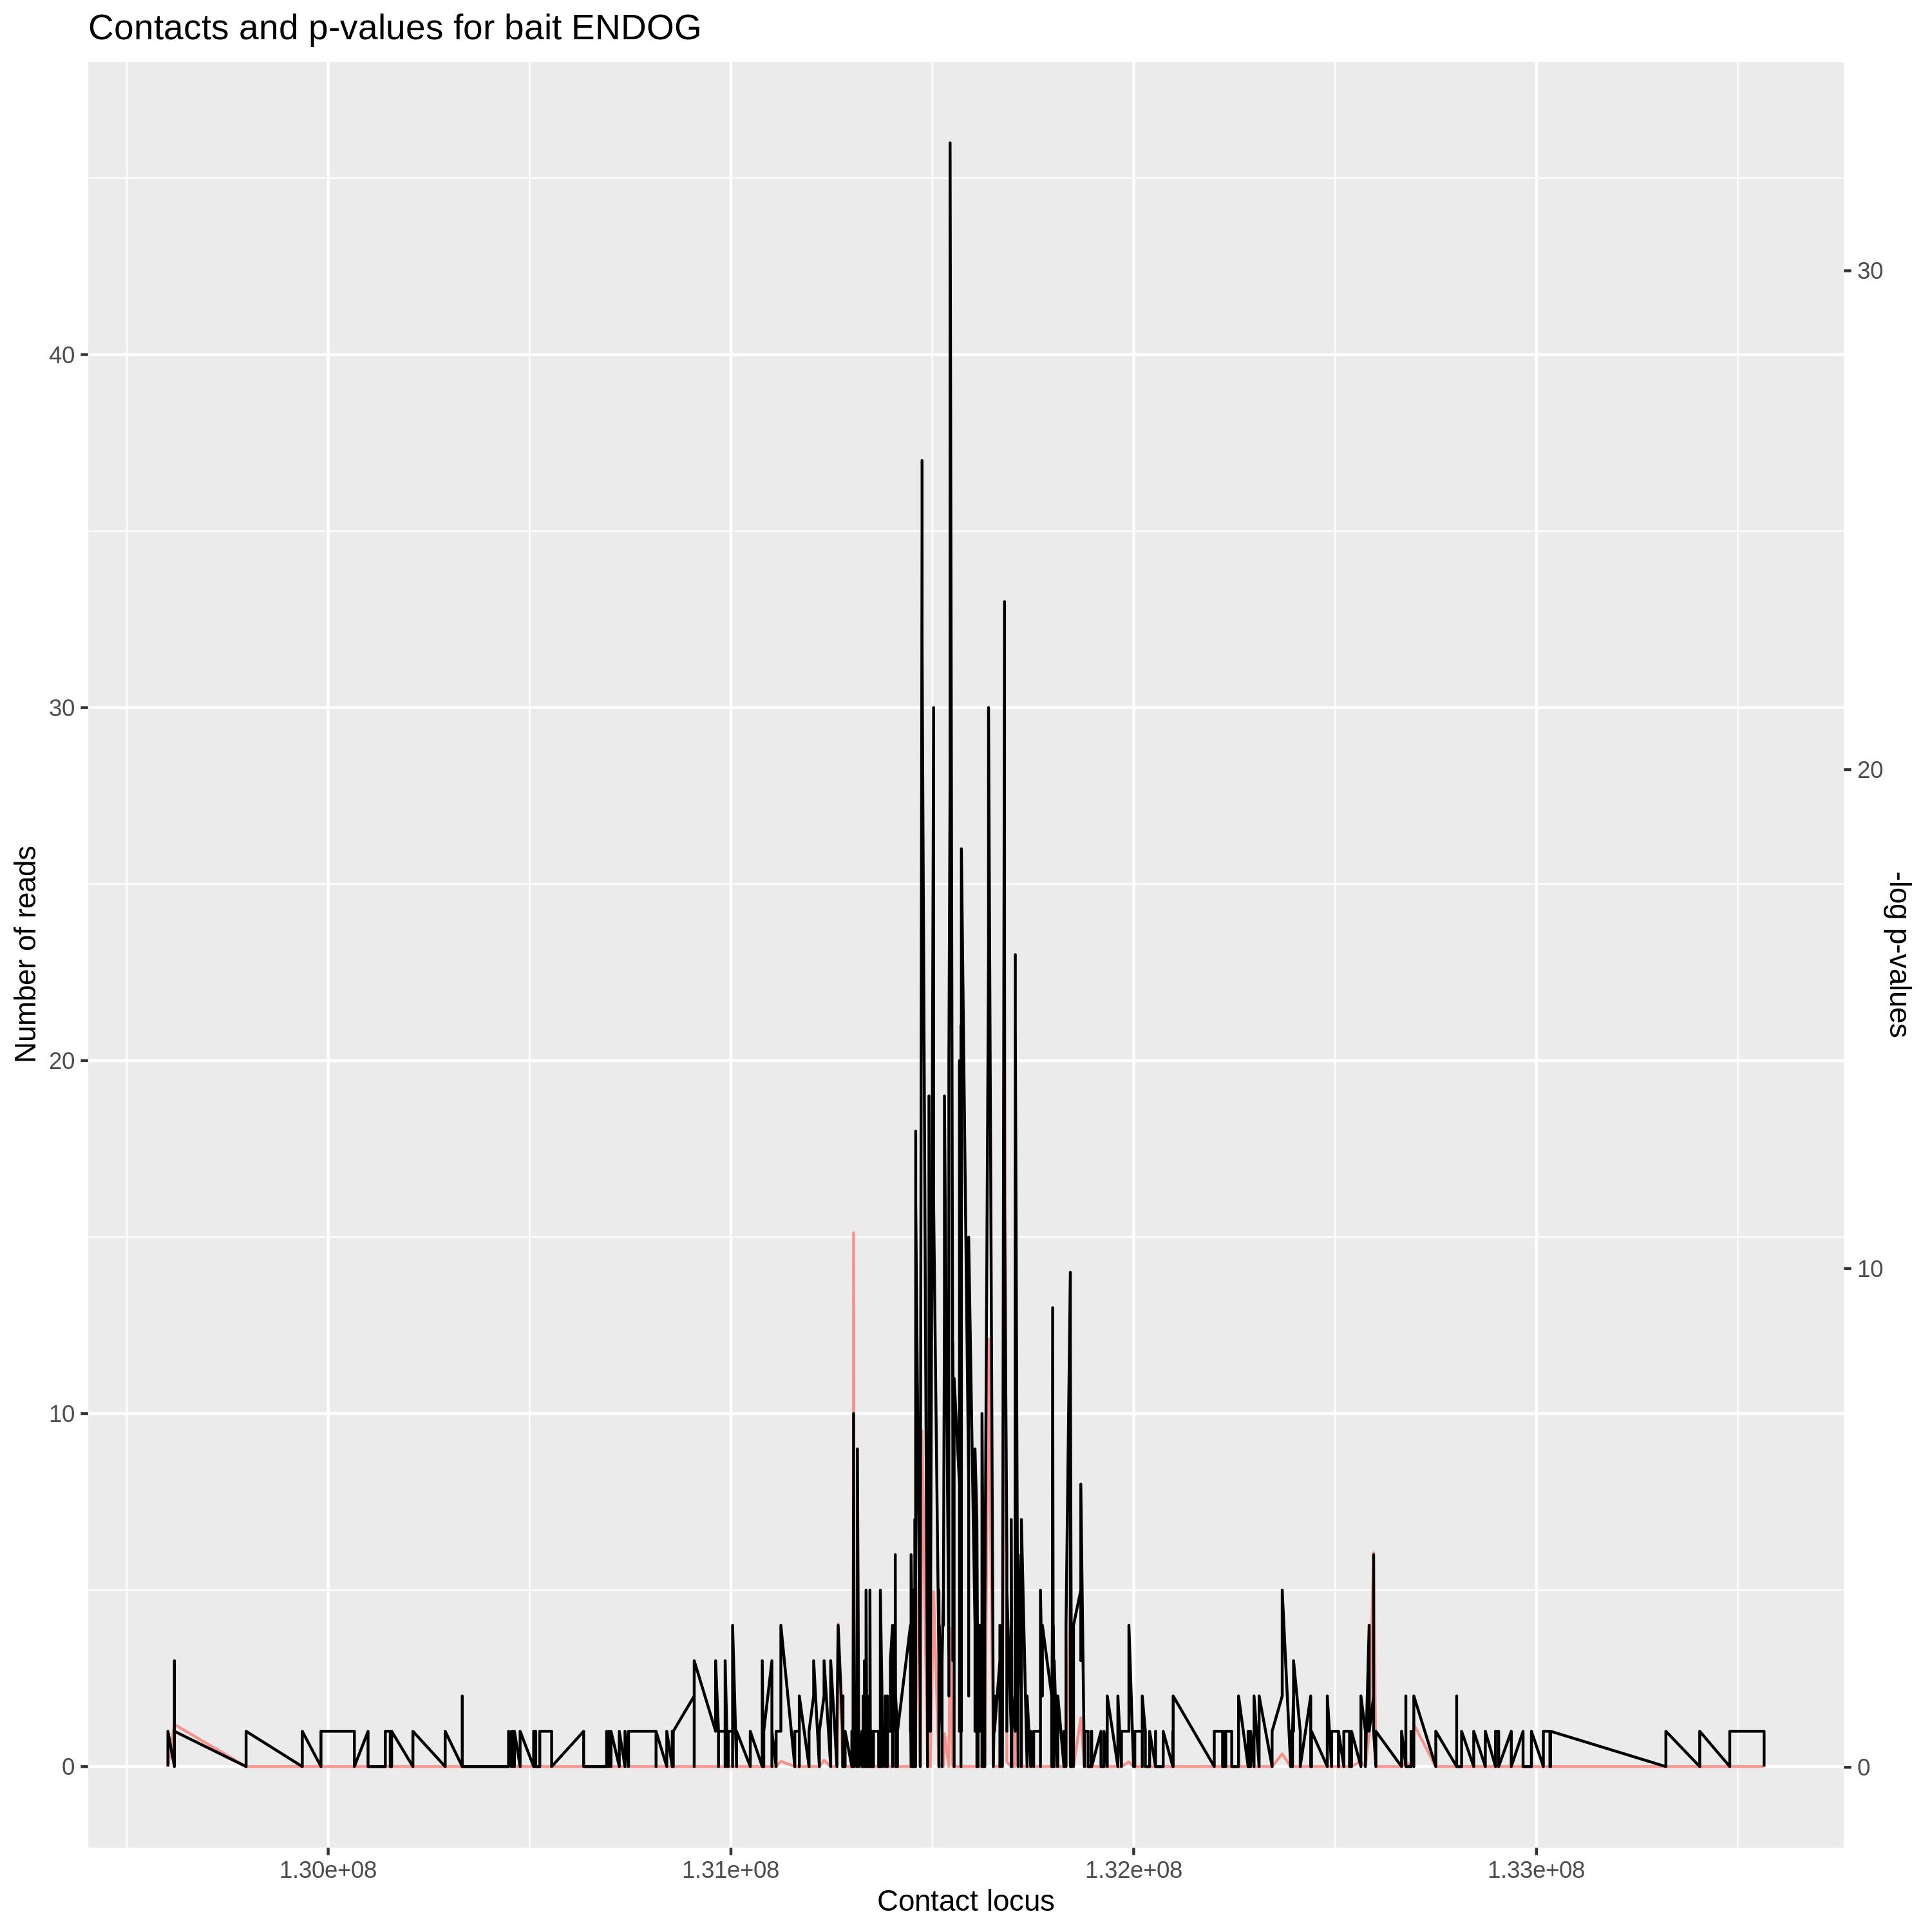 Contacts and p-values for bait ENDOG
40
30
20
10
0
Number of reads
30
20
10
0
-log p-values
1.30e+08 1.31e+08 1.32e+08 1.33e+08
Contact locus